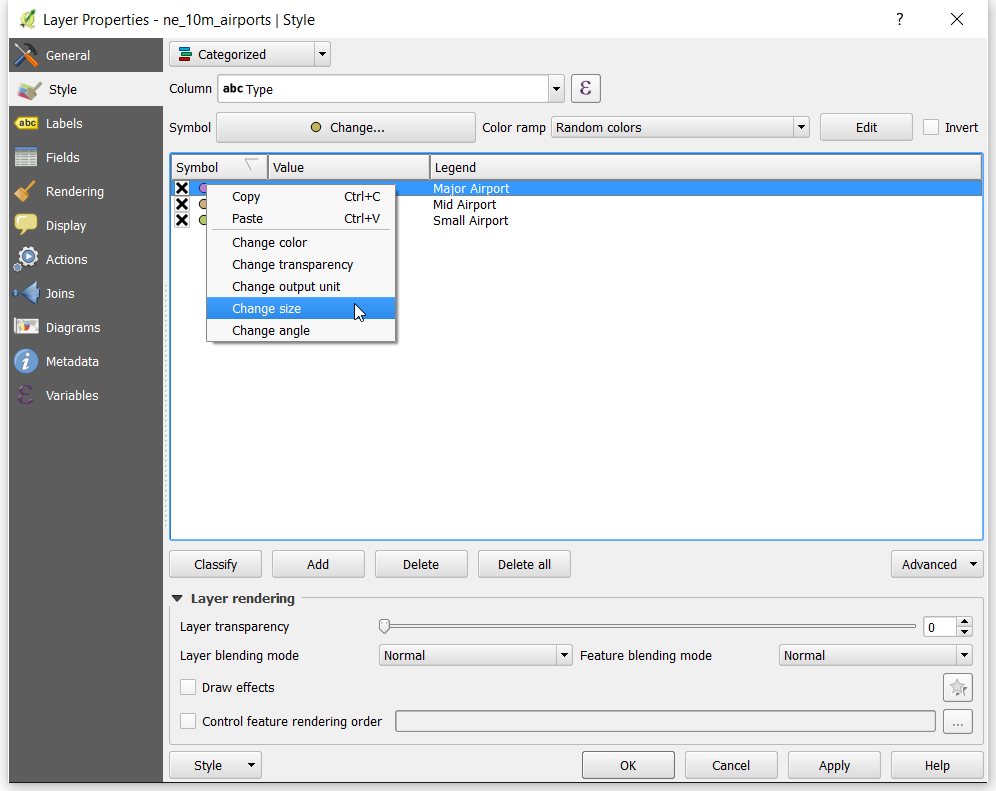 Layer Properties - ne_10m_airports | Style
?
General
Categorized
Style
Column
abc Type
ε
Labels
abc
Symbol
Change...
Color ramp
Random colors
Edit
Invert
Fields
Symbol
Value
Legend
Rendering
Major Airport
Mid Airport
Small Airport
Copy Ctrl+C
Paste Ctrl+V
Change color
Change transparency
Change output unit
Change size
Change angle
Display
Actions
Joins
Diagrams
Metadata
Variables
Classify
Add
Delete
Delete all
Advanced
Layer rendering
Layer transparency
0
Layer blending mode
Normal
Feature blending mode
Normal
Draw effects
Control feature rendering order
...
Style
OK
Cancel
Apply
Help